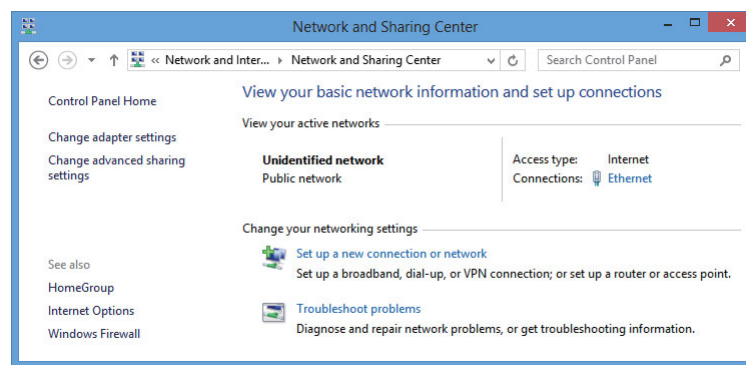 Network and Sharing Center
« Network and Inter... Network and Sharing Center
Search Control Panel
Control Panel Home
Change adapter settings
Change advanced sharing
settings
See also
HomeGroup
Internet Options
Windows Firewall
View your basic network information and set up connections
View your active networks
Unidentified network
Public network
Access type: Internet
Connections: Ethernet
Change your networking settings
Set up a new connection or network
Set up a broadband, dial-up, or VPN connection; or set up a router or access point.
Troubleshoot problems
Diagnose and repair network problems, or get troubleshooting information.